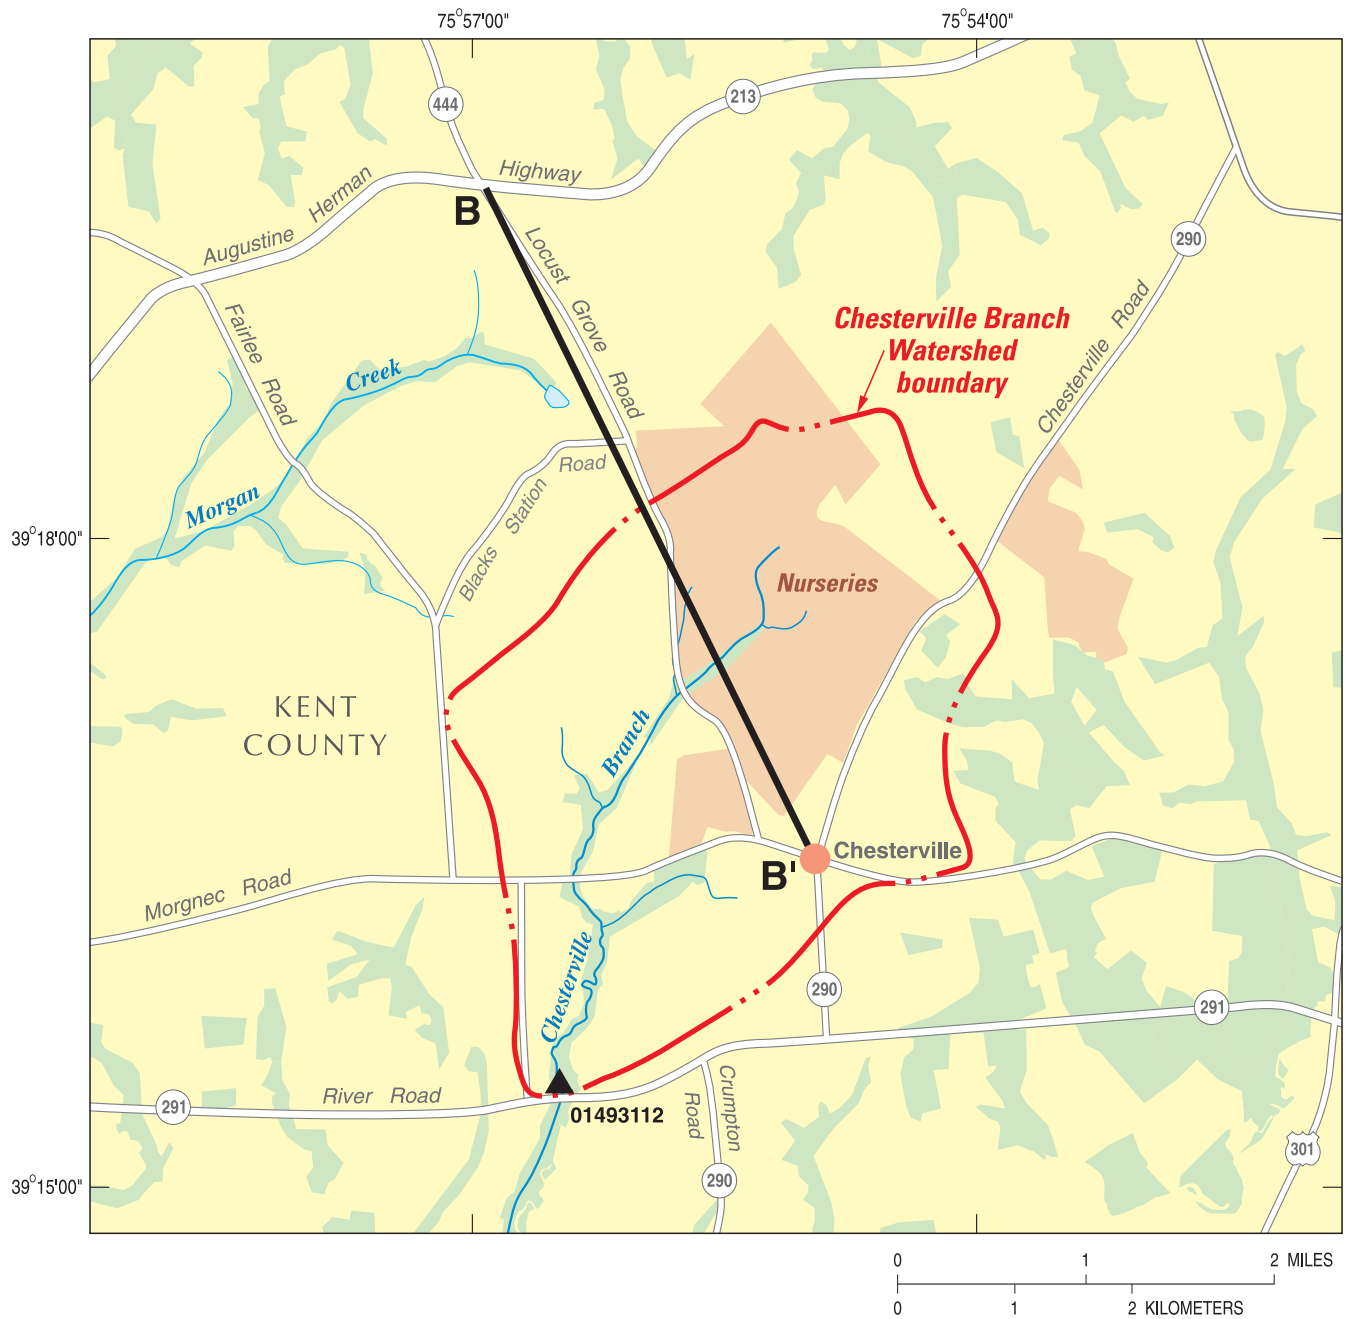 75°57'00"
75°54'00"
444
213
Highway
Herman
Augustine
B
Locust Grove Road
290
Fairlee Road
Chesterville Branch
Watershed
boundary
Chesterville Road
Creek
Morgan
Blacks Station Road
39°18'00"
Nurseries
KENT
COUNTY
Branch
Chesterville
B'
Morgnec Road
Chesterville
290
291
River Road
291
01493112
Crumpton
Road
290
301
39°15'00"
0 1 2 MILES
0 1 2 KILOMETERS